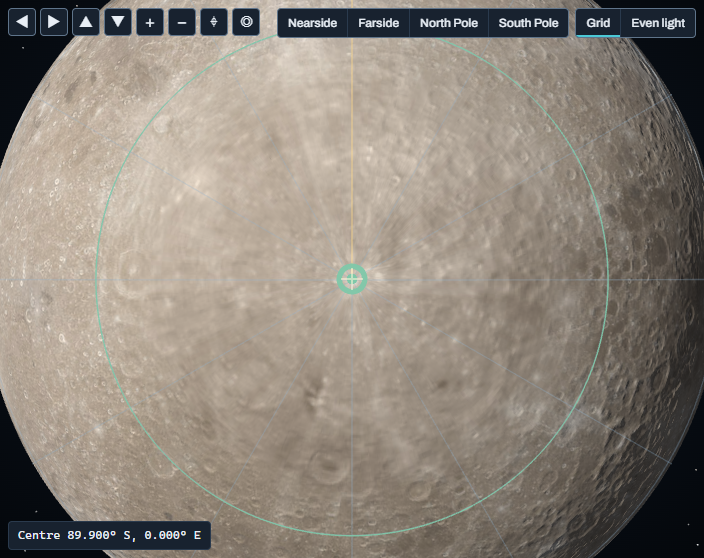 Nearside Farside North Pole South Pole Grid Even light
Centre 89.900° S, 0.000° E